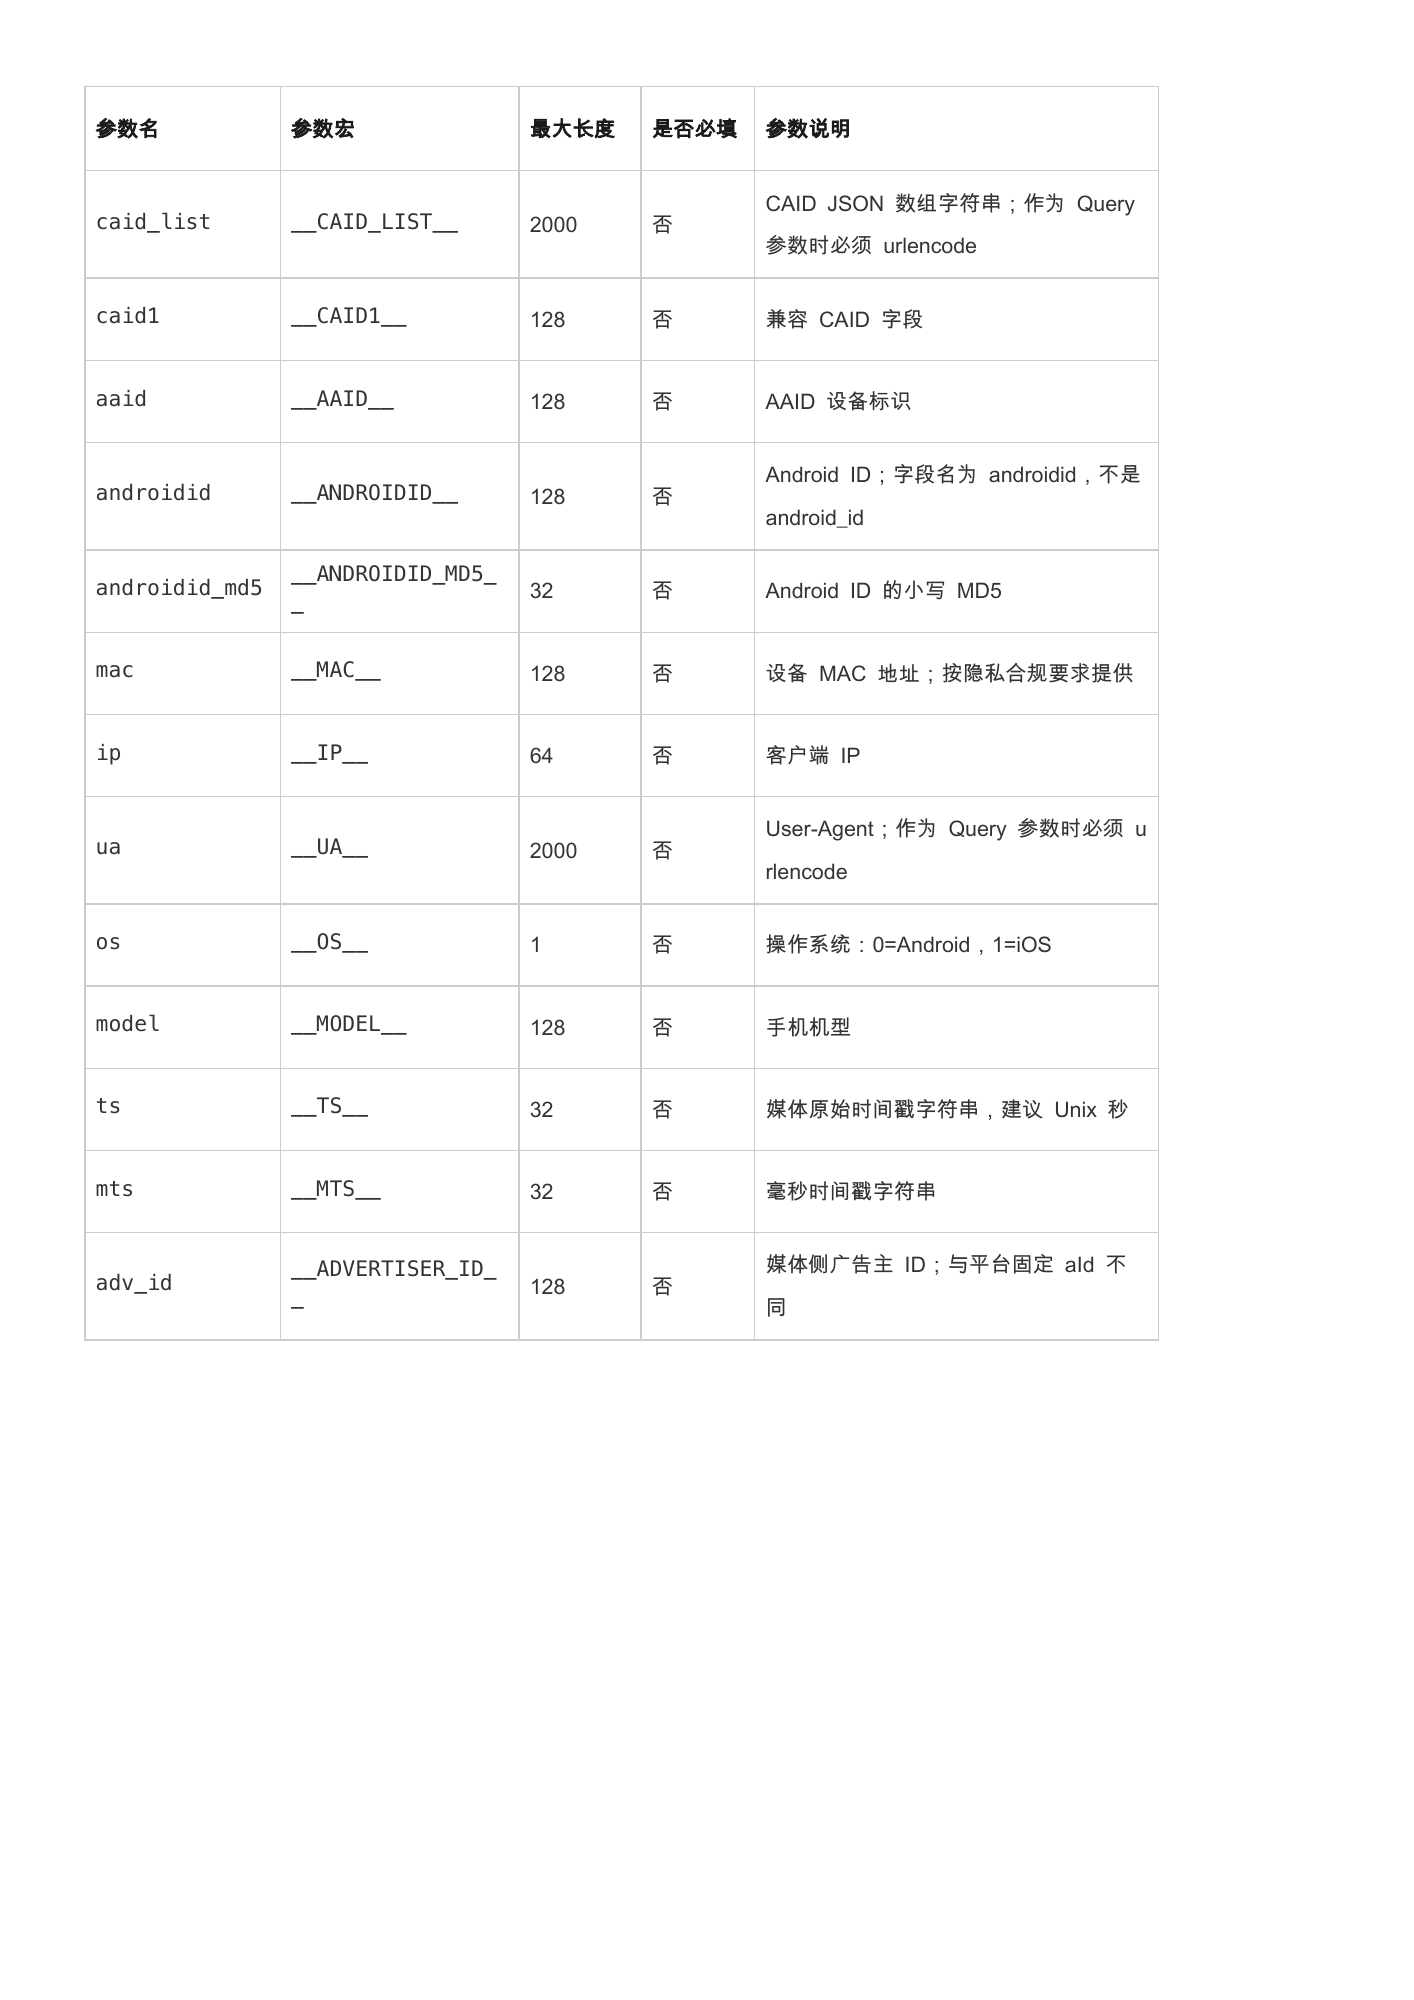 参数名 参数宏 最大长度 是否必填 参数说明
caid_list __CAID_LIST__ 2000 否 CAID JSON 数组字符串；作为 Query
参数时必须 urlencode
caid1 __CAID1__ 128 否 兼容 CAID 字段
aaid __AAID__ 128 否 AAID 设备标识
androidid __ANDROIDID__ 128 否 Android ID；字段名为 androidid，不是
android_id
androidid_md5 __ANDROIDID_MD5_
_ 32 否 Android ID 的小写 MD5
mac __MAC__ 128 否 设备 MAC 地址；按隐私合规要求提供
ip __IP__ 64 否 客户端 IP
ua __UA__ 2000 否 User-Agent；作为 Query 参数时必须 u
rlencode
os __OS__ 1 否 操作系统：0=Android，1=iOS
model __MODEL__ 128 否 手机机型
ts __TS__ 32 否 媒体原始时间戳字符串，建议 Unix 秒
mts __MTS__ 32 否 毫秒时间戳字符串
adv_id __ADVERTISER_ID_
_ 128 否 媒体侧广告主 ID；与平台固定 aId 不
同